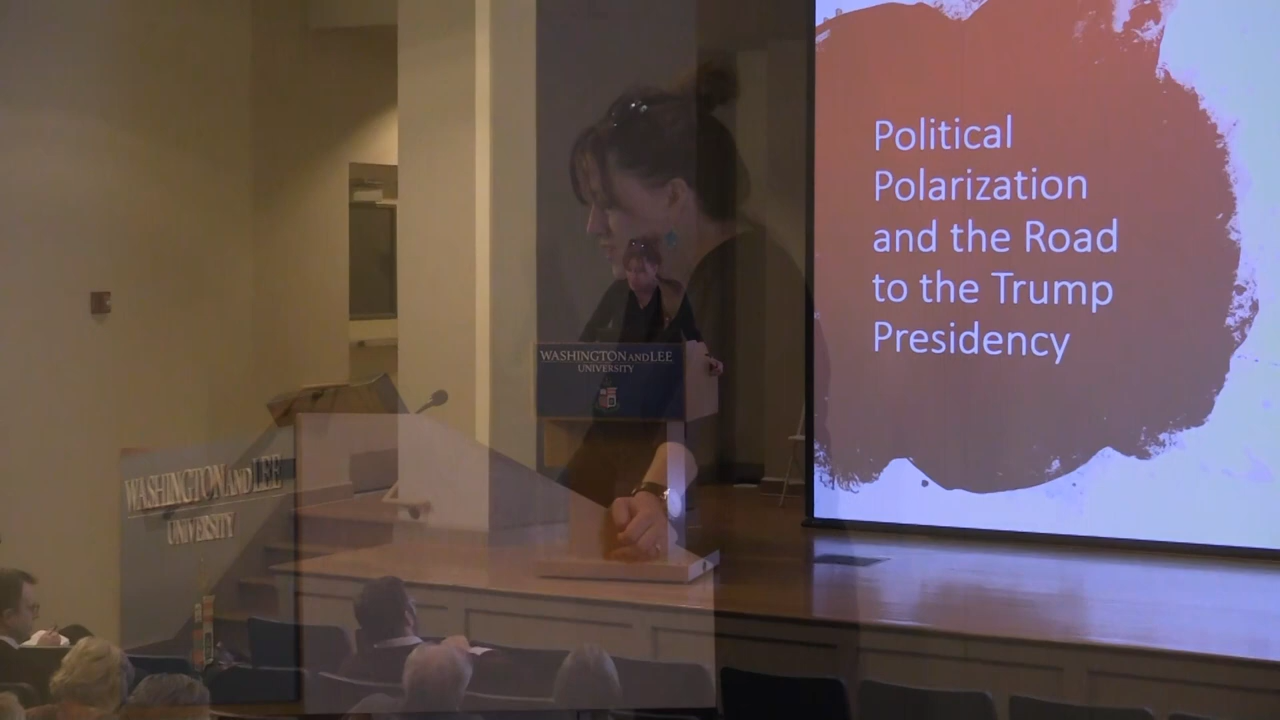 Political
Polarization
and the Road
to the Trump
Presidency
WASHINGTON AND LEE
UNIVERSITY
WASHINGTON AND LEE
UNIVERSITY